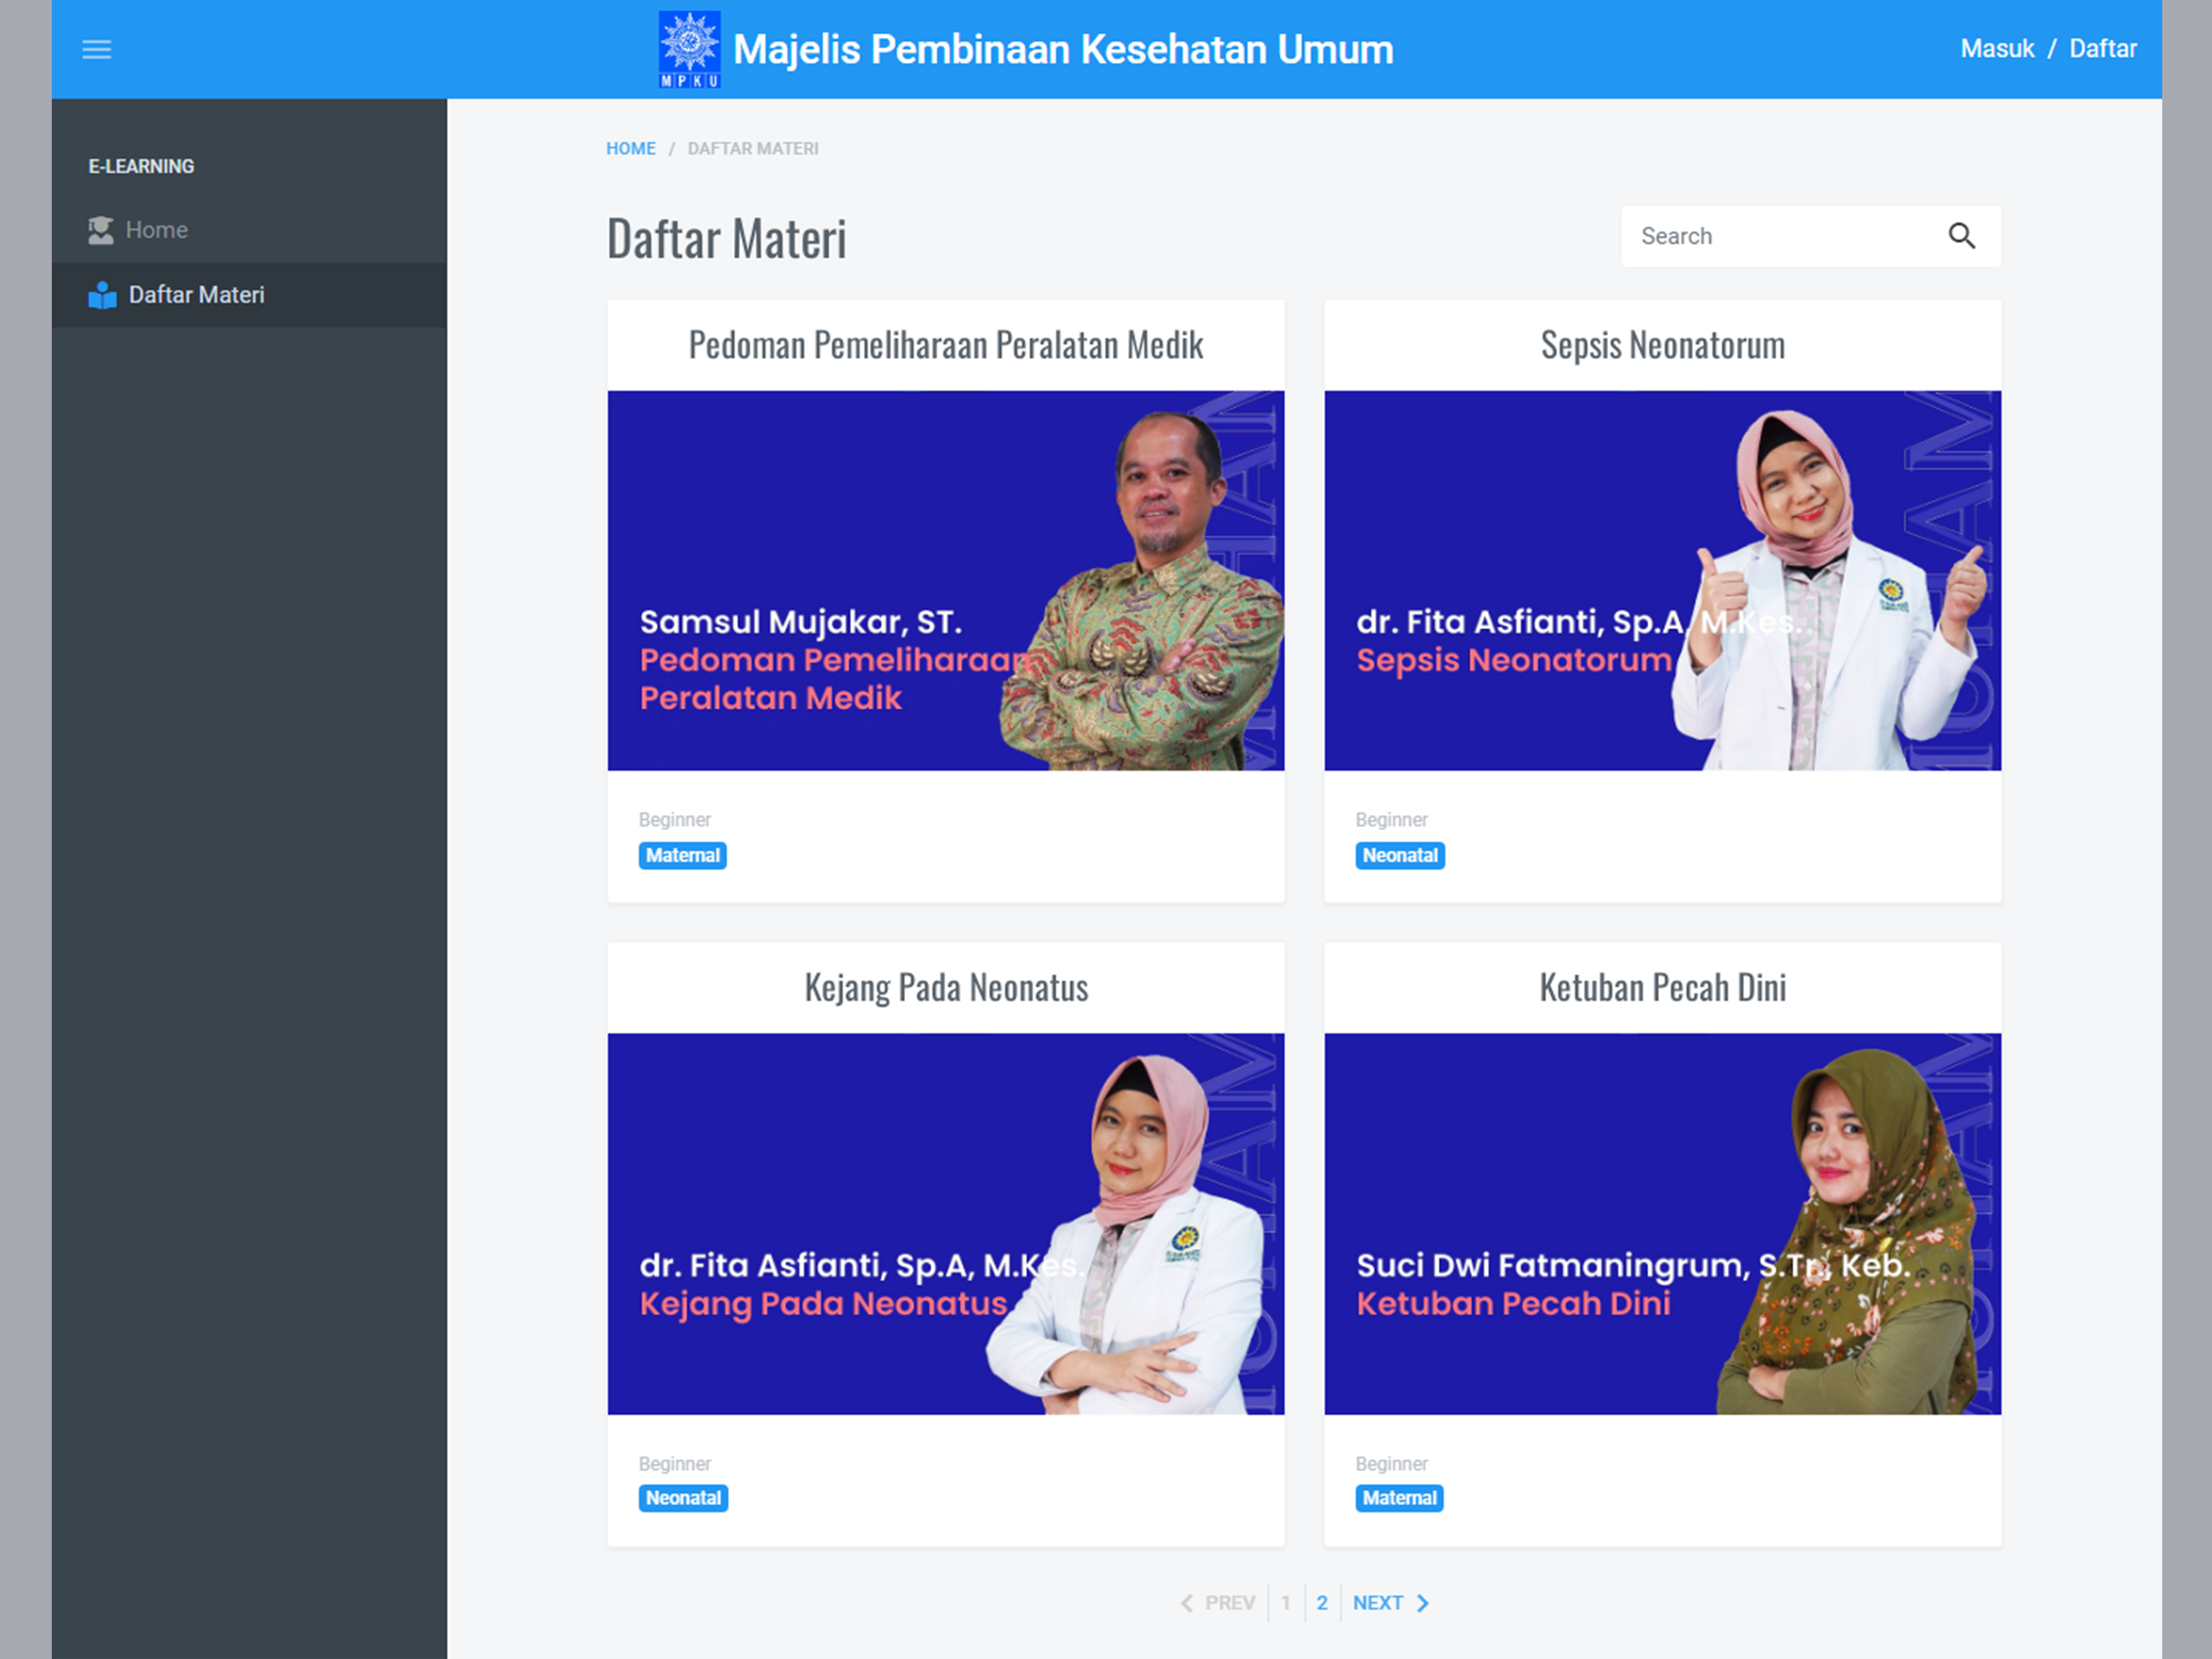 MPKU
Majelis Pembinaan Kesehatan Umum
Masuk / Daftar
E-LEARNING
Home
Daftar Materi
HOME / DAFTAR MATERI
Daftar Materi
Search
Pedoman Pemeliharaan Peralatan Medik
Samsul Mujakar, ST.
Pedoman Pemeliharaan
Peralatan Medik
Beginner
Maternal
Sepsis Neonatorum
dr. Fita Asfianti, Sp.A, M.Kes.
Sepsis Neonatorum
Beginner
Neonatal
Kejang Pada Neonatus
dr. Fita Asfianti, Sp.A, M.Kes.
Kejang Pada Neonatus
Beginner
Neonatal
Ketuban Pecah Dini
Suci Dwi Fatmaningrum, S.Tr., Keb.
Ketuban Pecah Dini
Beginner
Maternal
PREV 1 2 NEXT